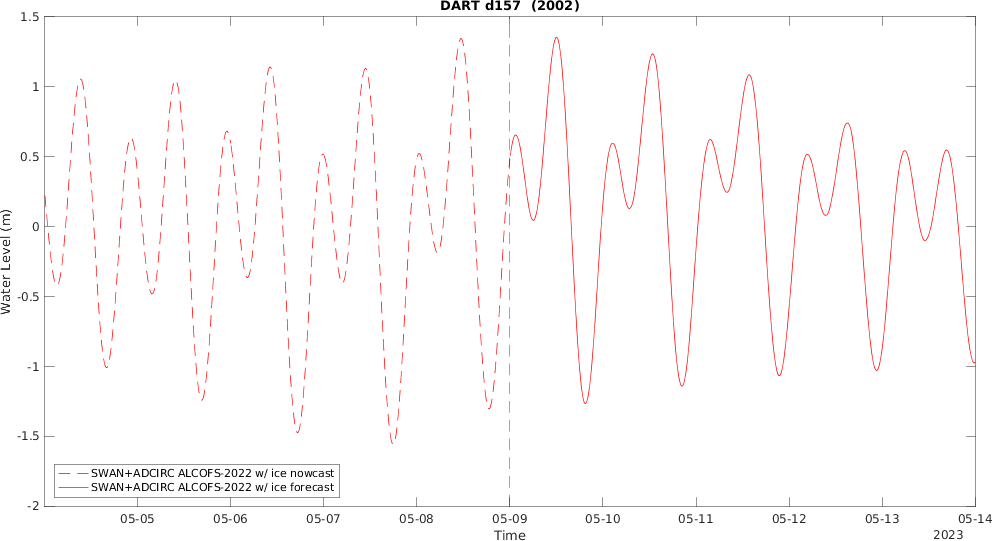 DART d157  (2002)
1.5
1
0.5
0
-0.5
-1
-1.5
-2
Water Level (m)
SWAN+ADCIRC ALCOFS-2022 w/ ice nowcast
SWAN+ADCIRC ALCOFS-2022 w/ ice forecast
05-05 05-06 05-07 05-08 05-09 05-10 05-11 05-12 05-13 05-14
Time
2023